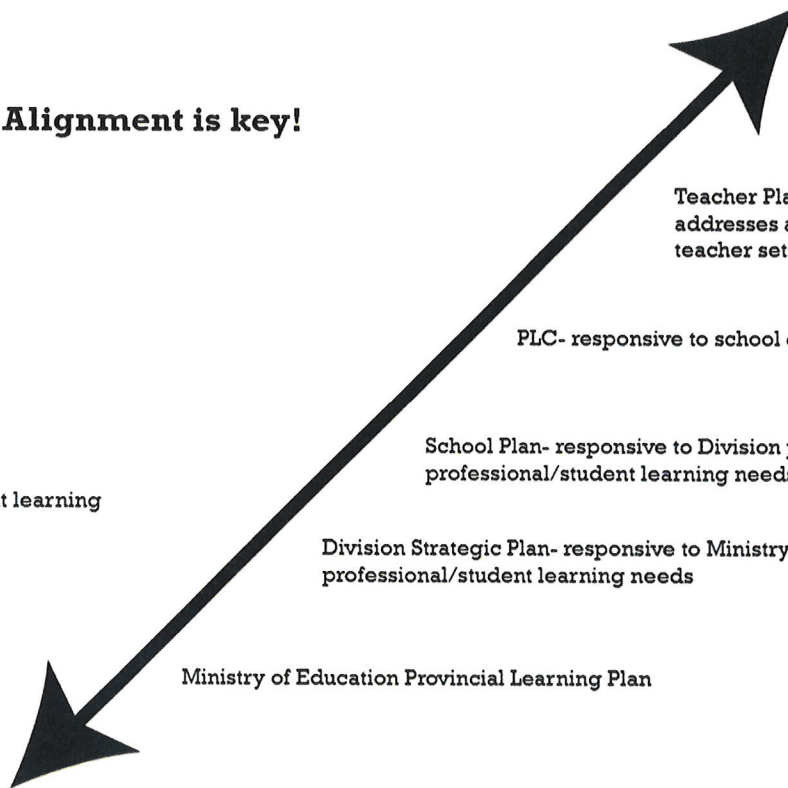 Alignment is key!
Teacher Pla
addresses a
teacher set
PLC- responsive to school
School Plan- responsive to Division
professional/student learning needs
t learning
Division Strategic Plan- responsive to Ministry
professional/student learning needs
Ministry of Education Provincial Learning Plan